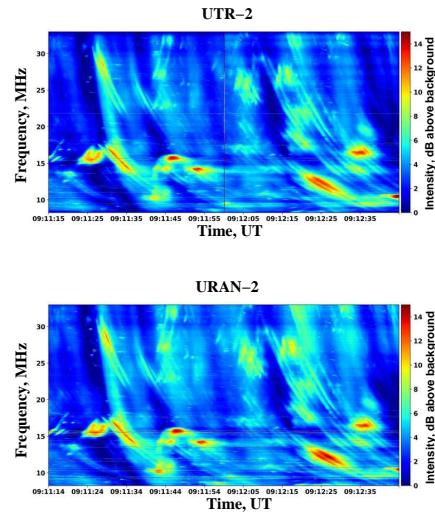 UTR−2
Frequency, MHz
30
25
20
15
10
09:11:15 09:11:25 09:11:35 09:11:45 09:11:55 09:12:05 09:12:15 09:12:25 09:12:35
Time, UT
14
12
10
8
6
4
2
0
Intensity, dB above background
URAN−2
Frequency, MHz
30
25
20
15
10
09:11:14 09:11:24 09:11:34 09:11:44 09:11:54 09:12:05 09:12:15 09:12:25 09:12:35
Time, UT
14
12
10
8
6
4
2
0
Intensity, dB above background